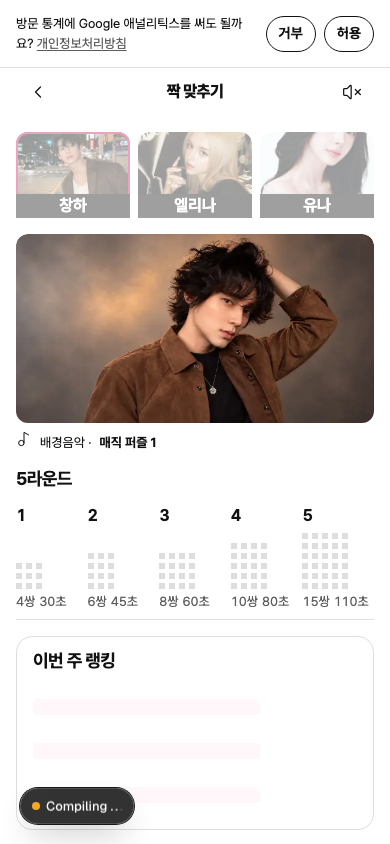 방문 통계에 Google 애널리틱스를 써도 될까
요? 개인정보처리방침
거부
허용
짝 맞추기
창하
엘리나
유나
배경음악 · 매직 퍼즐 1
5라운드
1
2
3
4
5
4쌍 30초
6쌍 45초
8쌍 60초
10쌍 80초
15쌍 110초
이번 주 랭킹
Compiling ...